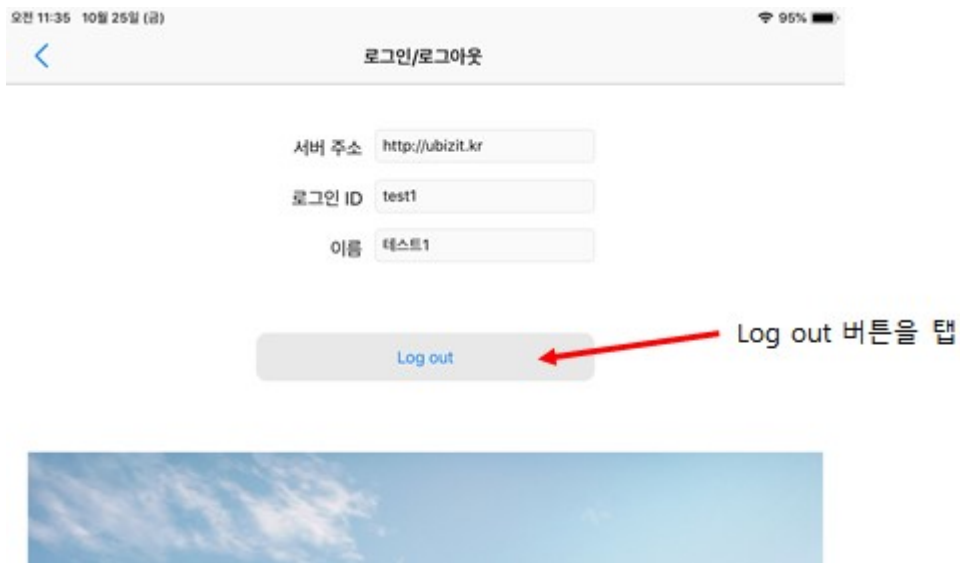 오전 11:35 10월 25일 (금) 95%
로그인/로그아웃
서버 주소 http://ubizit.kr
로그인 ID test1
이름 테스트1
Log out 버튼을 탭
Log out